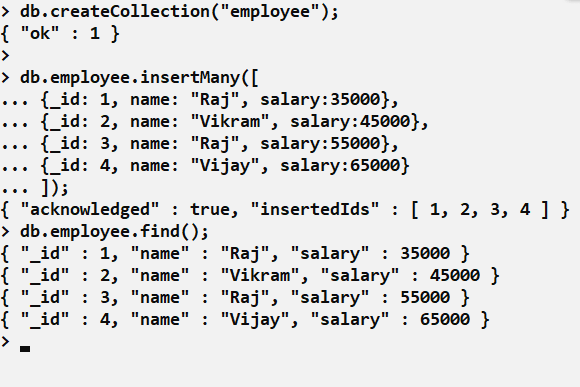 > db.createCollection("employee");
{ "ok" : 1 }
>
> db.employee.insertMany([
... {_id: 1, name: "Raj", salary:35000},
... {_id: 2, name: "Vikram", salary:45000},
... {_id: 3, name: "Raj", salary:55000},
... {_id: 4, name: "Vijay", salary:65000}
... ]);
{ "acknowledged" : true, "insertedIds" : [ 1, 2, 3, 4 ] }
> db.employee.find();
{ "_id" : 1, "name" : "Raj", "salary" : 35000 }
{ "_id" : 2, "name" : "Vikram", "salary" : 45000 }
{ "_id" : 3, "name" : "Raj", "salary" : 55000 }
{ "_id" : 4, "name" : "Vijay", "salary" : 65000 }
>